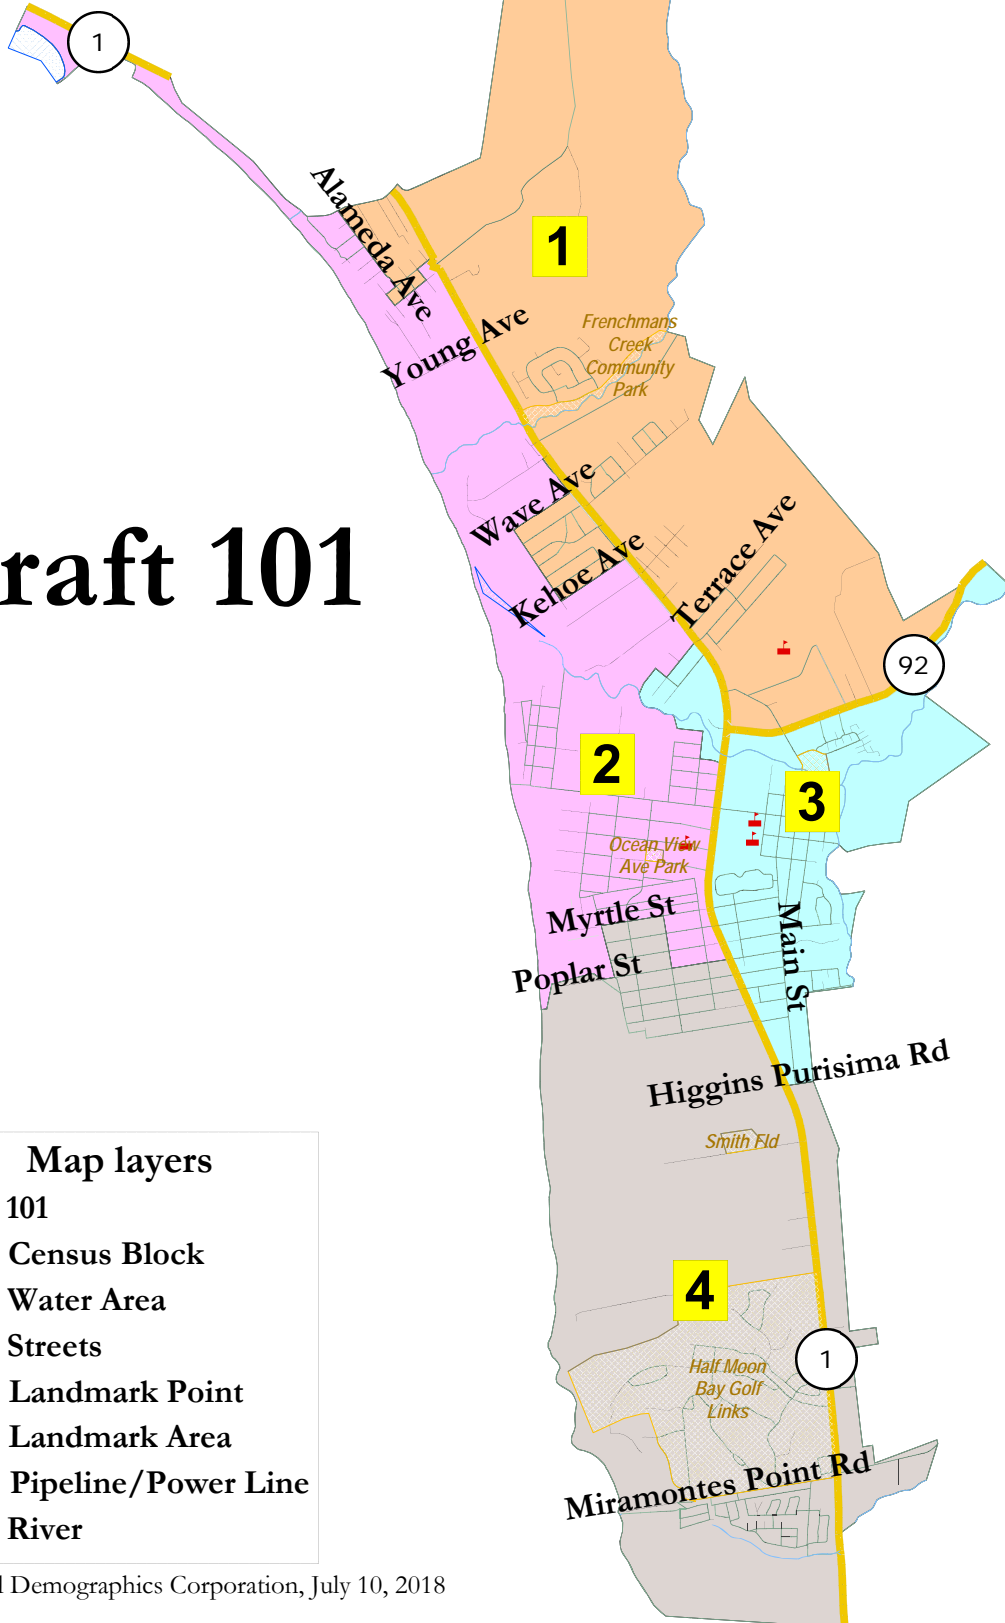 1
Alameda Ave
1
Frenchmans
Creek
Community
Park
Young Ave
Wave Ave
Terrace Ave
raft 101
Kehoe Ave
92
2
3
Ocean View
Ave Park
Myrtle St
Main St
Poplar St
Higgins Purisima Rd
Smith Fld
Map layers
101
Census Block
Water Area
Streets
Landmark Point
Landmark Area
Pipeline/Power Line
River
4
1
Half Moon
Bay Golf
Links
Miramontes Point Rd
l Demographics Corporation, July 10, 2018